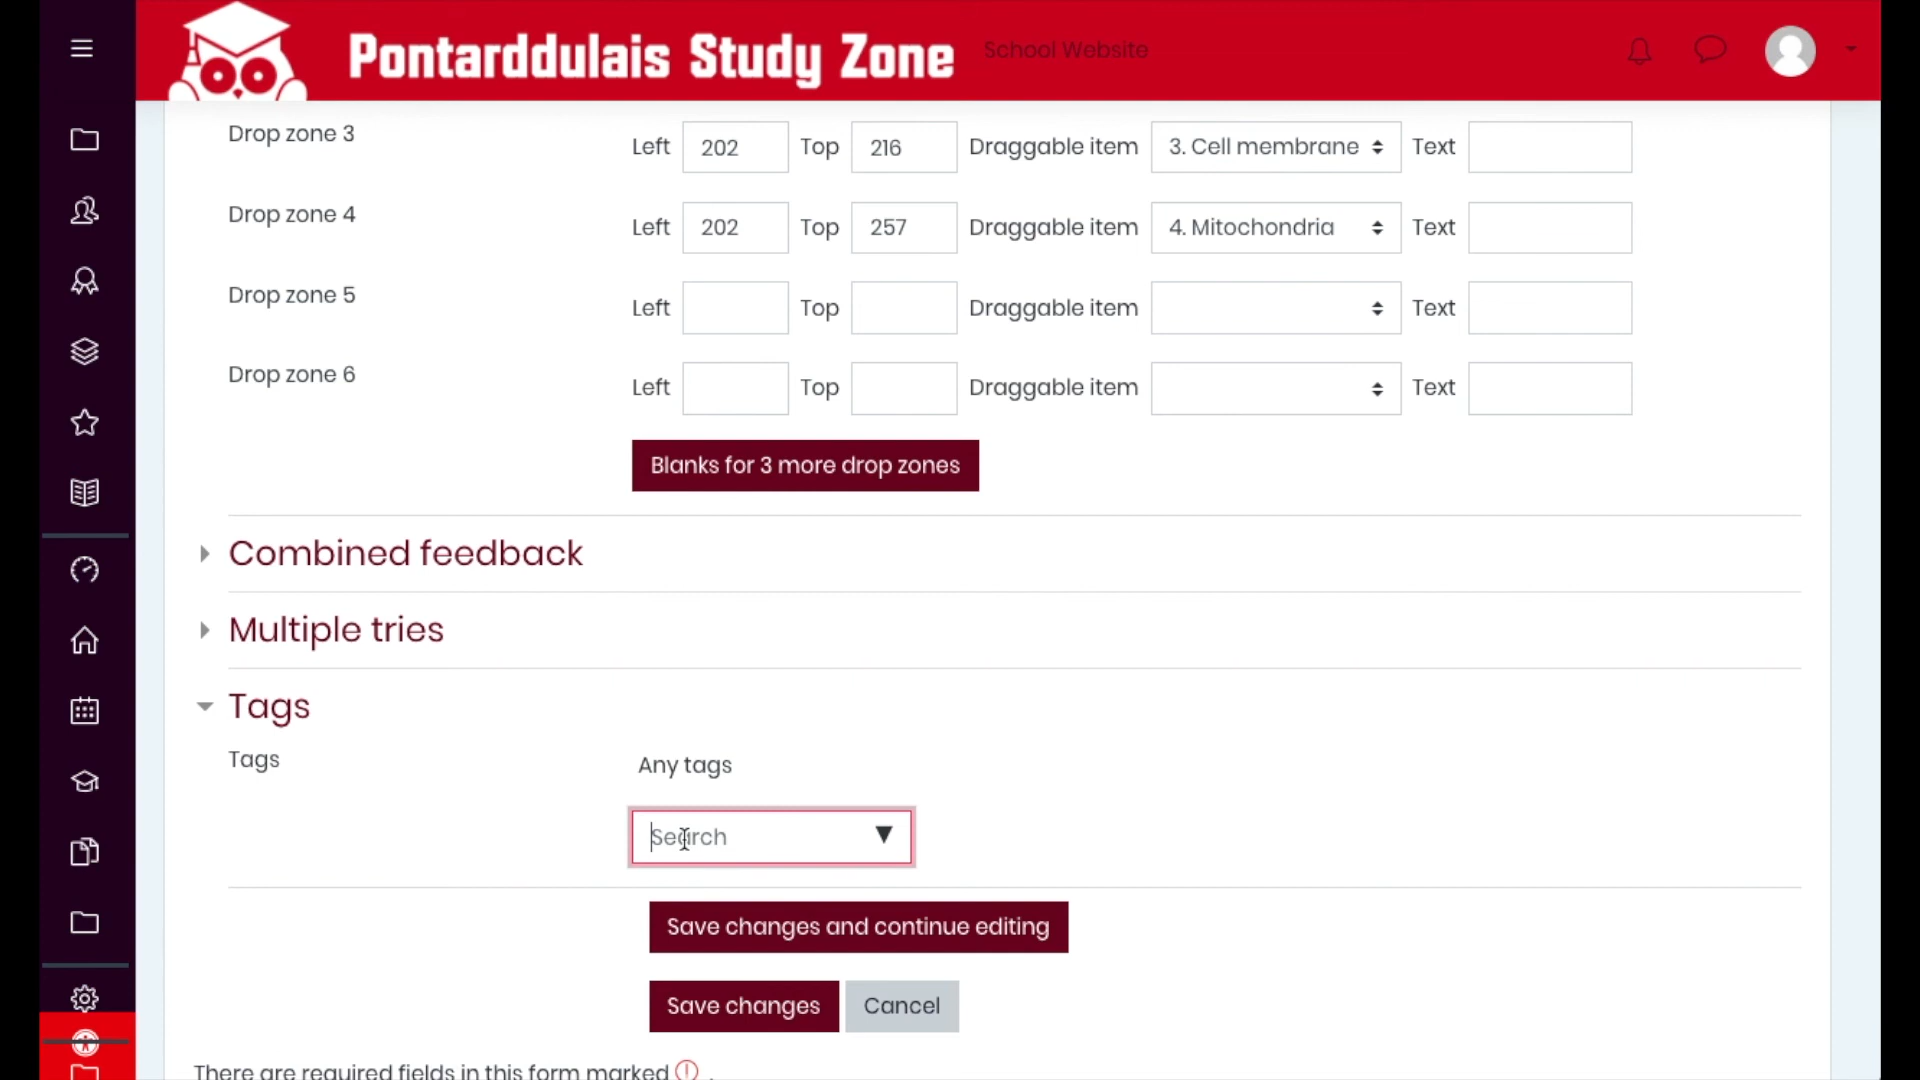 Pontarddulais Study Zone School Website
Drop zone 3 Left 202 Top 216 Draggable item 3. Cell membrane Text
Drop zone 4 Left 202 Top 257 Draggable item 4. Mitochondria Text
Drop zone 5 Left Top Draggable item Text
Drop zone 6 Left Top Draggable item Text
Blanks for 3 more drop zones
Combined feedback
Multiple tries
Tags
Tags Any tags
Search
Save changes and continue editing
Save changes Cancel
There are required fields in this form marked